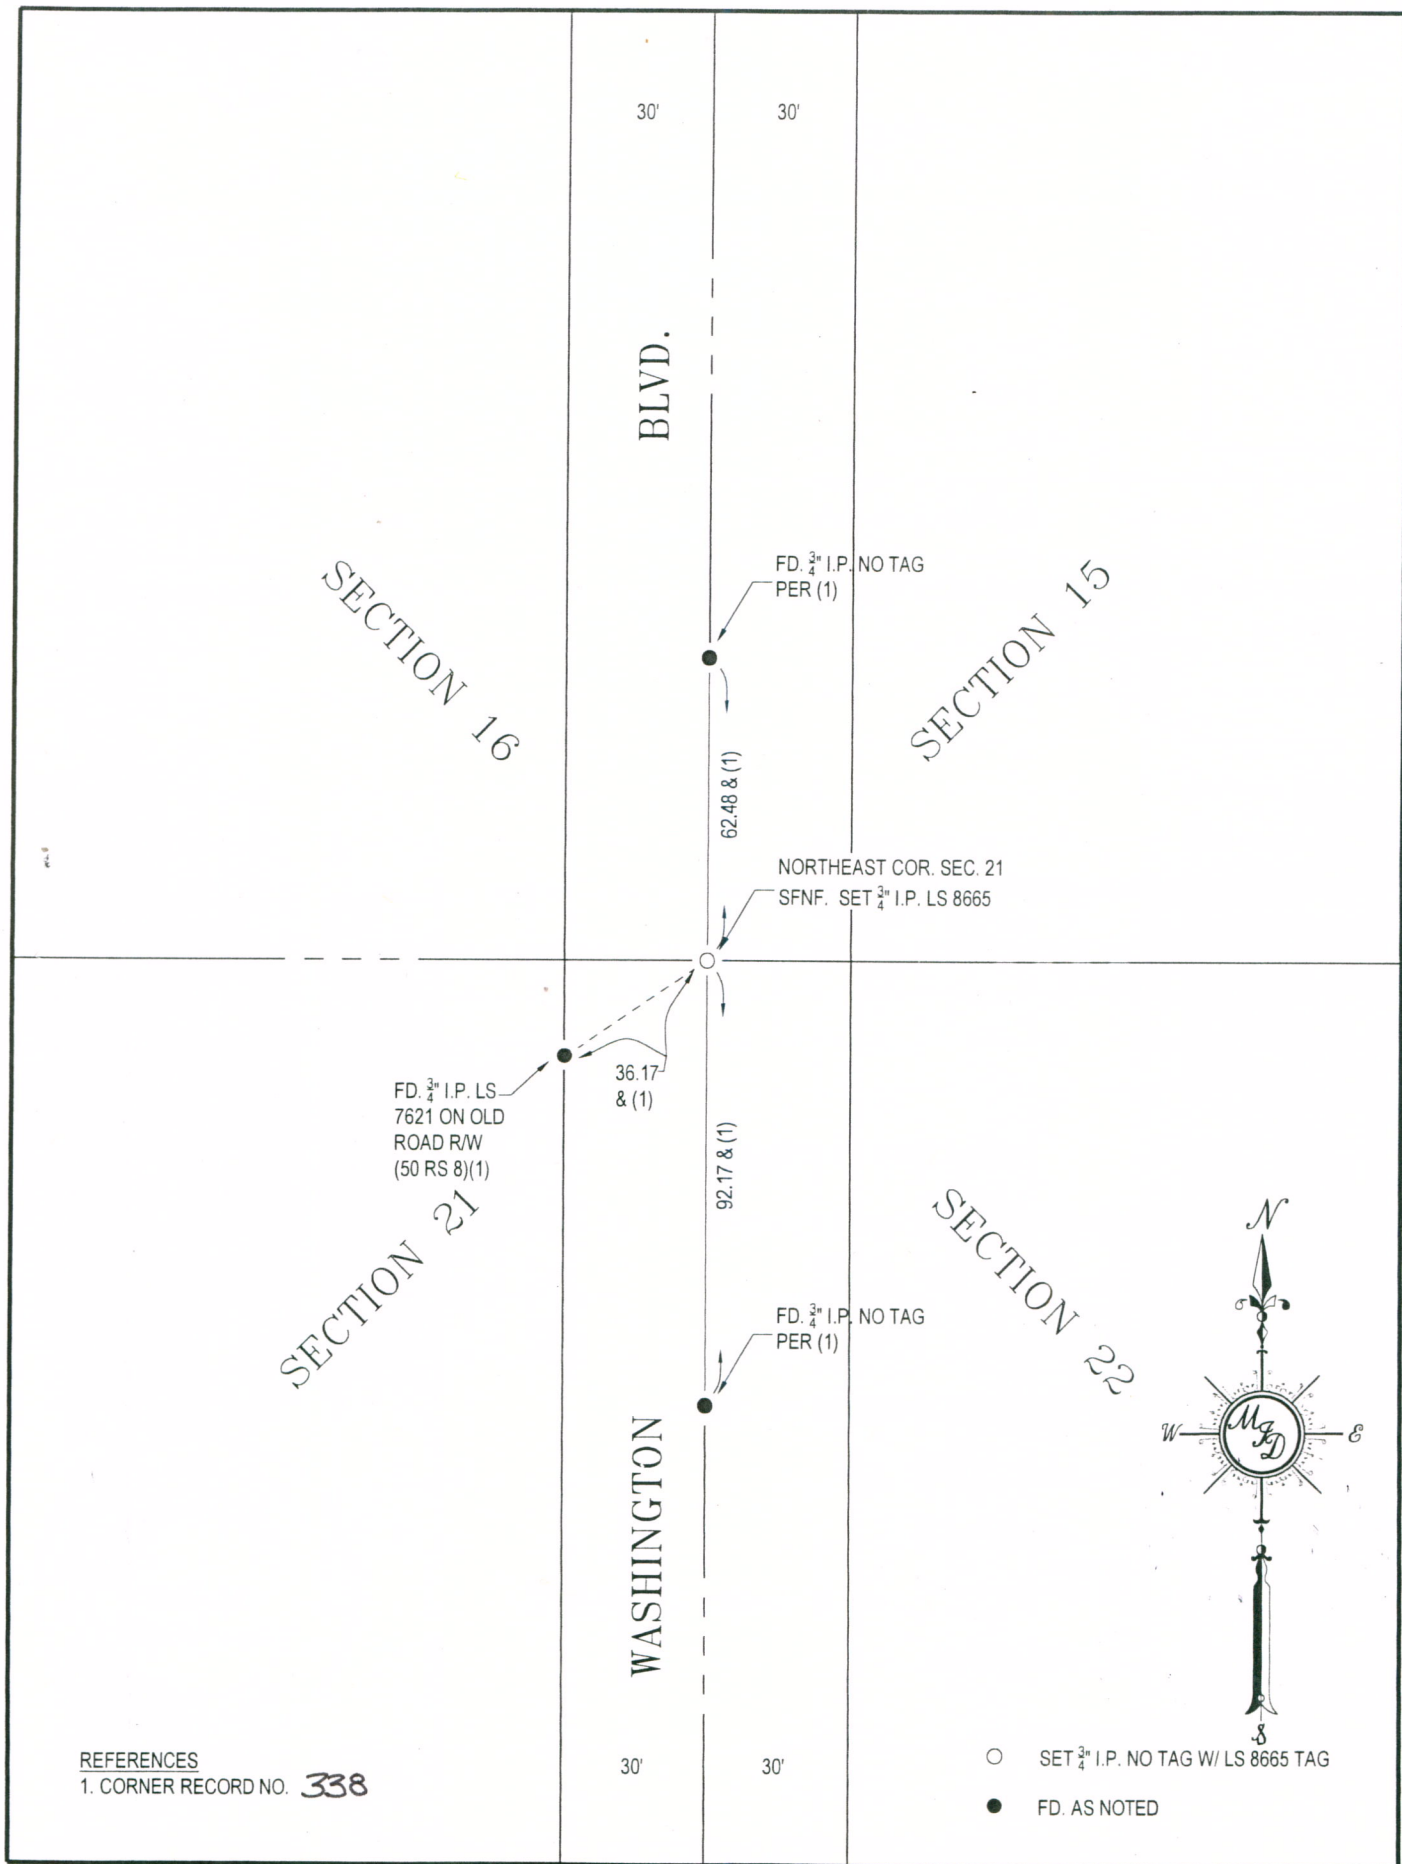 30' 30'
BLVD.
FD. 3/4" I.P. NO TAG
PER (1)
SECTION 16
SECTION 15
62.48 & (1)
NORTHEAST COR. SEC. 21
SFNF. SET 3/4" I.P. LS 8665
36.17
& (1)
FD. 3/4" I.P. LS
7621 ON OLD
ROAD R/W
(50 RS 8)(1)
92.17 & (1)
SECTION 21
SECTION 22
FD. 3/4" I.P. NO TAG
PER (1)
WASHINGTON
N
W
MJD
E
S
30' 30'
REFERENCES
1. CORNER RECORD NO. 338
SET 3/4" I.P. NO TAG W/ LS 8665 TAG
FD. AS NOTED